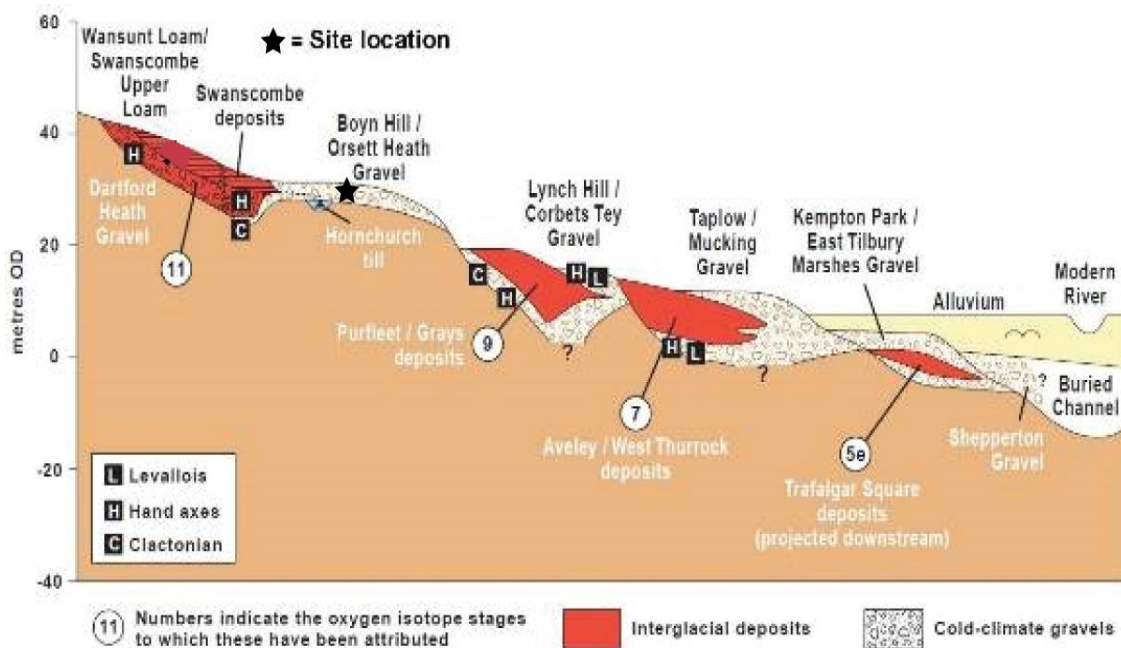 60
40
20
0
-20
-40
metres OD
★ = Site location
Wansunt Loam/
Swanscombe
Upper
Loam
Swanscombe
deposits
Boyn Hill /
Orsett Heath
Gravel
Lynch Hill /
Corbets Tey
Gravel
Taplow /
Mucking
Gravel
Kempton Park /
East Tilbury
Marshes Gravel
Alluvium
Modern
River
H
H
C
Dartford
Heath
Gravel
11
Hornchurch
till
C
H
H
L
Purfleet / Grays
deposits
9
?
H
L
?
7
Aveley / West Thurrock
deposits
5e
Trafalgar Square
deposits
(projected downstream)
?
Buried
Channel
Shepperton
Gravel
L Levallois
H Hand axes
C Clactonian
11 Numbers indicate the oxygen isotope stages
to which these have been attributed
Interglacial deposits
Cold-climate gravels